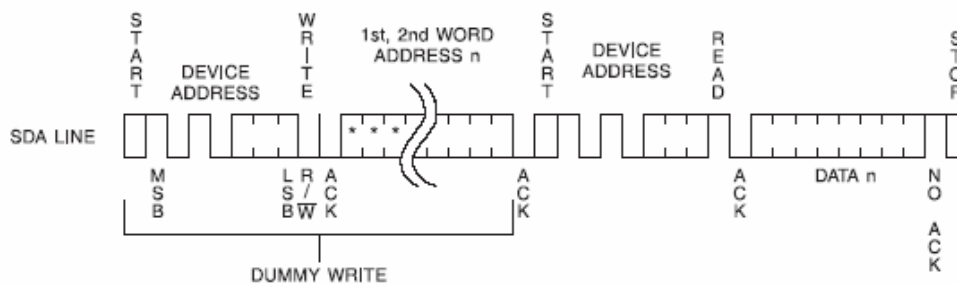 START
WRITE
1st, 2nd WORD
ADDRESS n
START
DEVICE
ADDRESS
READ
STOP
DEVICE
ADDRESS
SDA LINE
* * *
MSB
LSB
R/W
ACK
ACK
ACK
DATA n
NO ACK
DUMMY WRITE